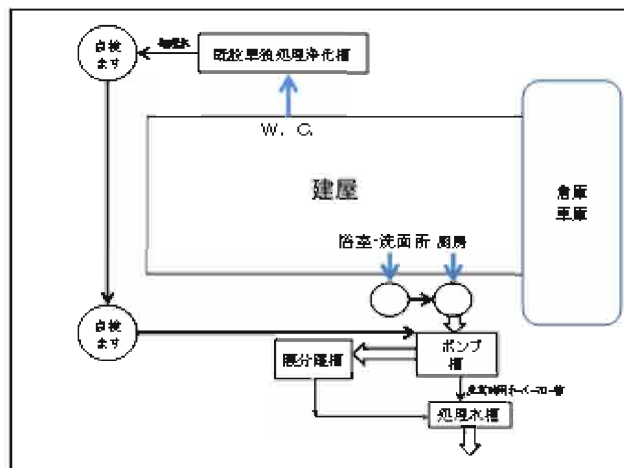 点検
ます
既設単独処理浄化槽
W. C.
建屋
倉庫
車庫
浴室・洗面所 厨房
点検
ます
ポンプ
槽
膜分離槽
処理水槽